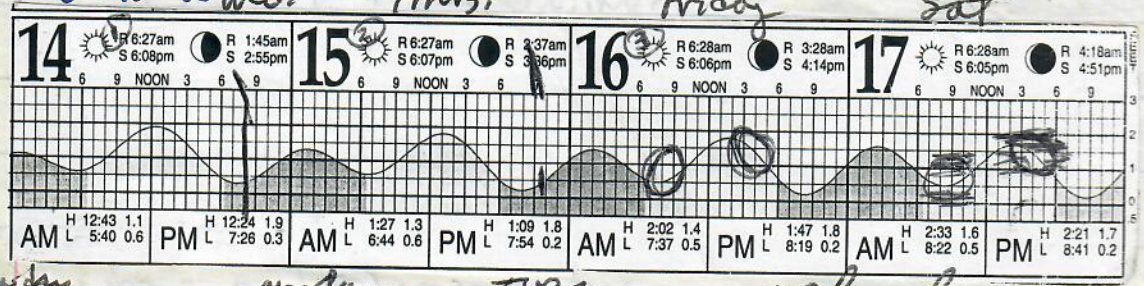 Wed. Thurs. Friday Sat
14 1 R 6:27am S 6:08pm R 1:45am S 2:55pm
15 2 R 6:27am S 6:07pm R 2:37am S 3:36pm
16 3 R 6:28am S 6:06pm R 3:28am S 4:14pm
17 R 6:28am S 6:05pm R 4:18am S 4:51pm
6 9 NOON 3 6 9 6 9 NOON 3 6 6 9 NOON 3 6 9 6 9 NOON 3 6 9
3
2
1
0
.5
AM H 12:43 1.1 L 5:40 0.6 PM H 12:24 1.9 L 7:26 0.3
AM H 1:27 1.3 L 6:44 0.6 PM H 1:09 1.8 L 7:54 0.2
AM H 2:02 1.4 L 7:37 0.5 PM H 1:47 1.8 L 8:19 0.2
AM H 2:33 1.6 L 8:22 0.5 PM H 2:21 1.7 L 8:41 0.2